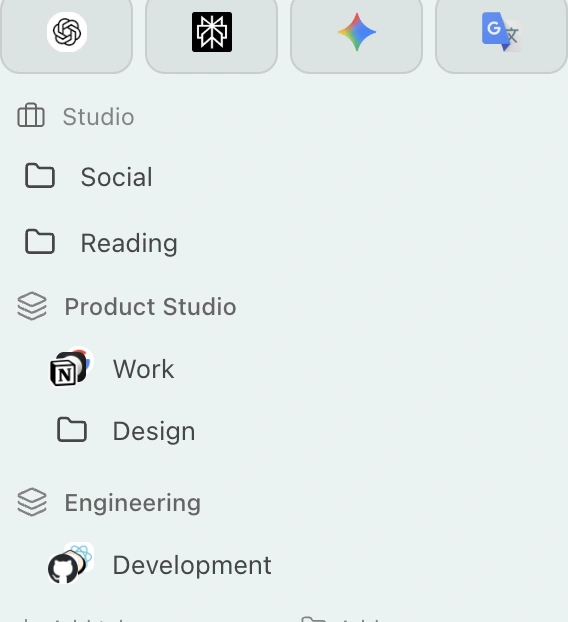 Studio
Social
Reading
Product Studio
Work
Design
Engineering
Development